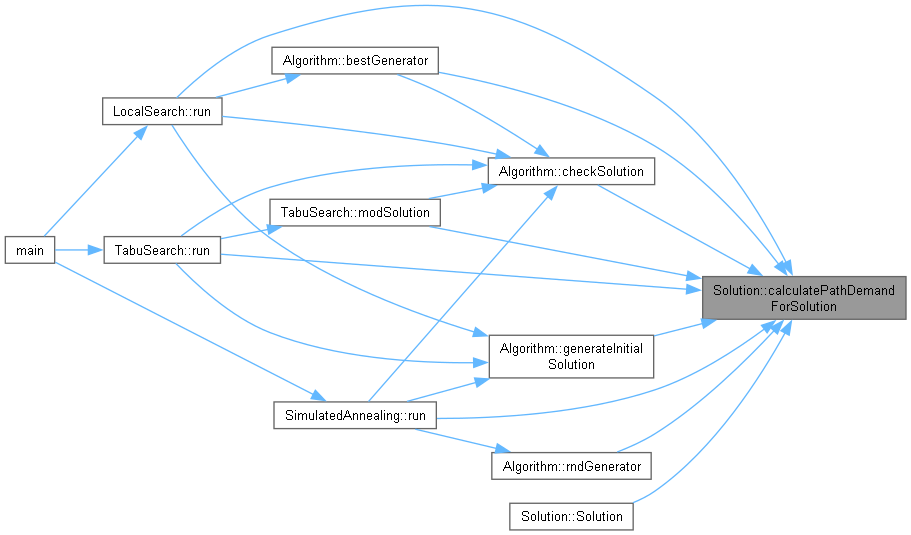 Algorithm::bestGenerator
LocalSearch::run
Algorithm::checkSolution
TabuSearch::modSolution
main
TabuSearch::run
Solution::calculatePathDemand
ForSolution
Algorithm::generateInitial
Solution
SimulatedAnnealing::run
Algorithm::rndGenerator
Solution::Solution